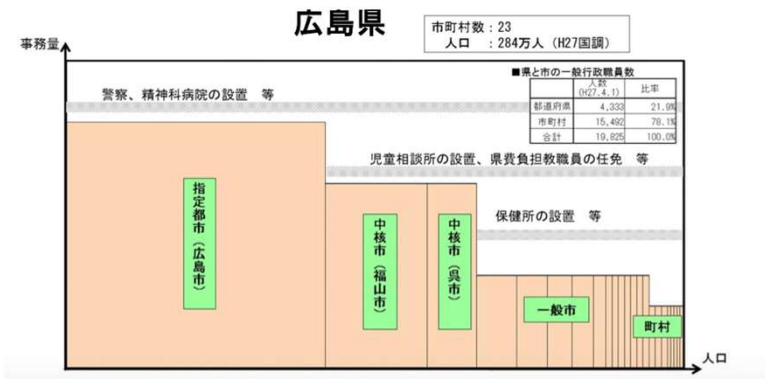 広島県
市町村数：23
人口　：284万人（H27国調）
事務量
■県と市の一般行政職員数
人数
(H27.4.1)
比率
都道府県 4,333 21.9%
市町村 15,492 78.1%
合計 19,825 100.0%
警察、精神科病院の設置　等
児童相談所の設置、県費負担教職員の任免　等
保健所の設置　等
指定都市（広島市）
中核市（福山市）
中核市（呉市）
一般市
町村
人口